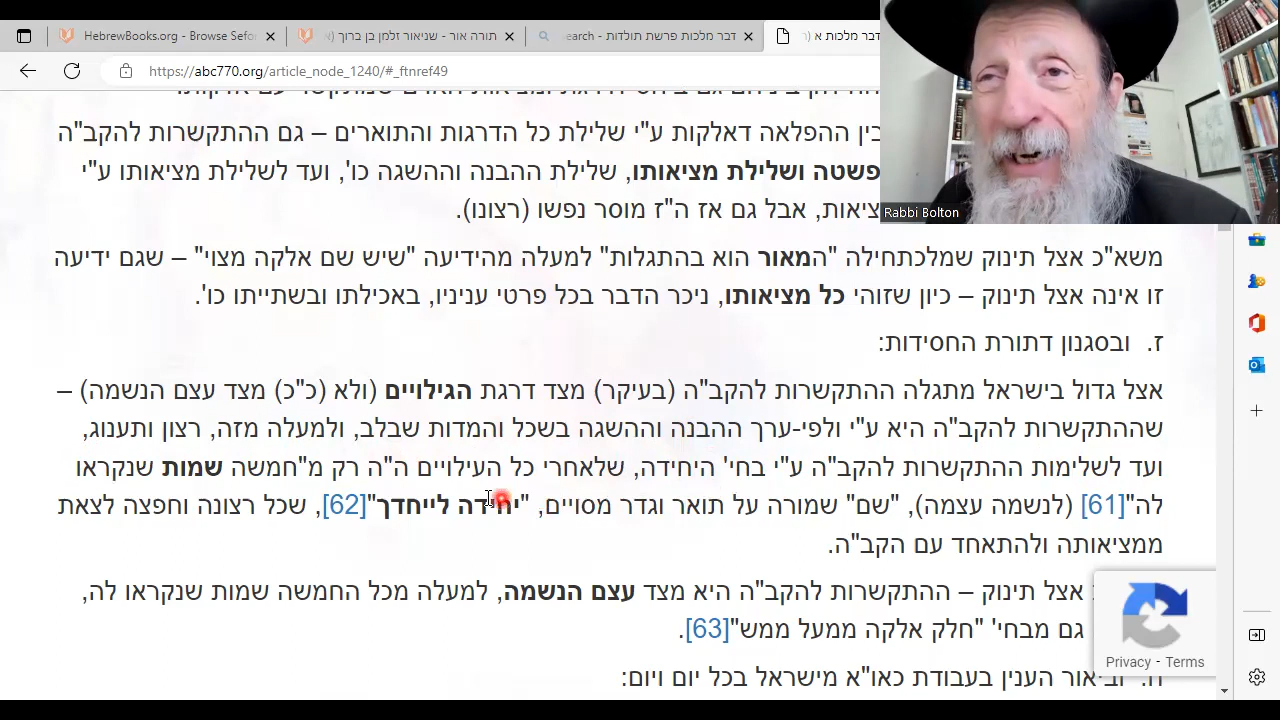 HebrewBooks.org - Browse Sefo
תורה אור - שניאור זלמן בן ברוך (א
דבר מלכות פרשת תולדות - earch
דבר מלכות א (ר
https://abc770.org/article_node_1240/#_ftnref49
בין ההפלאה דאלקות ע"י שלילת כל הדרגות והתוארים – גם ההתקשרות להקב"ה
פשטה ושלילת מציאותו, שלילת ההבנה וההשגה כו', ועד לשלילת מציאותו ע"י
ציאות, אבל גם אז ה"ז מוסר נפשו (רצונו).
Rabbi Bolton
משא"כ אצל תינוק שמלכתחילה "המאור הוא בהתגלות" למעלה מהידיעה "שיש שם אלקה מצוי" – שגם ידיעה
זו אינה אצל תינוק – כיון שזוהי כל מציאותו, ניכר הדבר בכל פרטי עניניו, באכילתו ובשתייתו כו'.
ז. ובסגנון דתורת החסידות:
אצל גדול בישראל מתגלה ההתקשרות להקב"ה (בעיקר) מצד דרגת הגילויים (ולא (כ"כ) מצד עצם הנשמה) –
שההתקשרות להקב"ה היא ע"י ולפי-ערך ההבנה וההשגה בשכל והמדות שבלב, ולמעלה מזה, רצון ותענוג,
ועד לשלימות ההתקשרות להקב"ה ע"י בחי' היחידה, שלאחרי כל העילויים ה"ה רק מ"חמשה שמות שנקראו
לה"[61] (לנשמה עצמה), "שם" שמורה על תואר וגדר מסויים, "יחידה לייחדך"[62], שכל רצונה וחפצה לצאת
ממציאותה ולהתאחד עם הקב"ה.
אצל תינוק – ההתקשרות להקב"ה היא מצד עצם הנשמה, למעלה מכל החמשה שמות שנקראו לה,
גם מבחי' "חלק אלקה ממעל ממש"[63].
ח. וביאור הענין בעבודת כאו"א מישראל בכל יום ויום:
Privacy - Terms